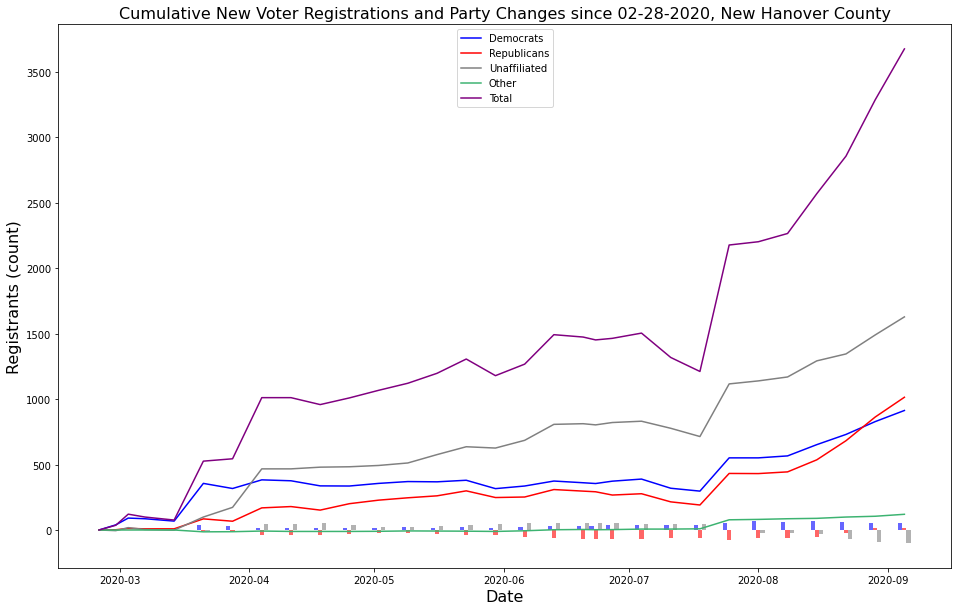 Cumulative New Voter Registrations and Party Changes since 02-28-2020, New Hanover County
Democrats
Republicans
Unaffiliated
Other
Total
Registrants (count)
3500
3000
2500
2000
1500
1000
500
0
2020-03 2020-04 2020-05 2020-06 2020-07 2020-08 2020-09
Date